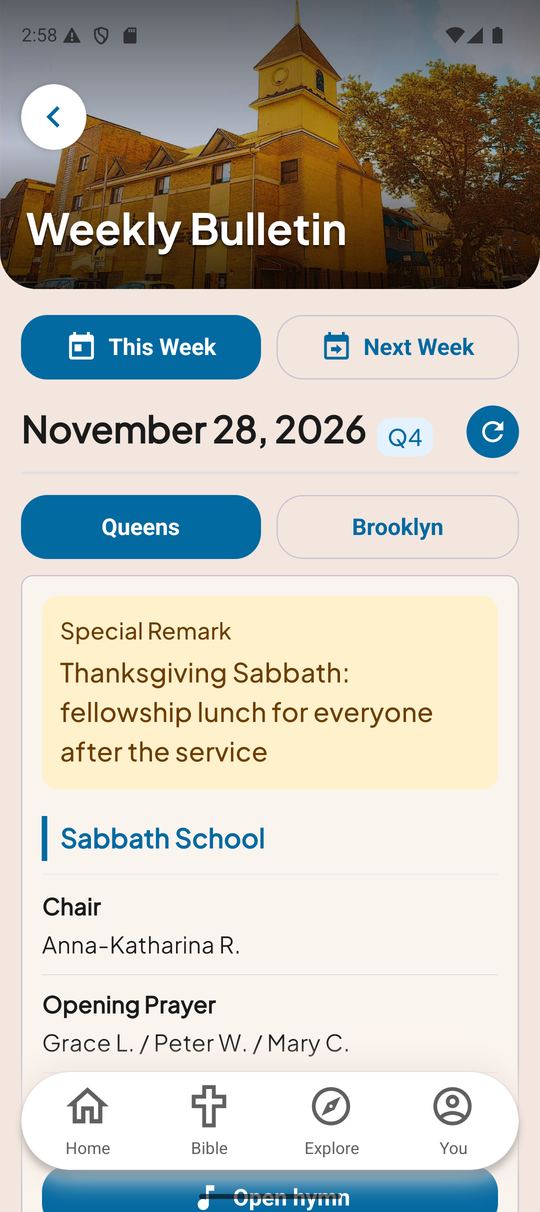 2:58
Weekly Bulletin
This Week
Next Week
November 28, 2026 Q4
Queens
Brooklyn
Special Remark
Thanksgiving Sabbath:
fellowship lunch for everyone
after the service
Sabbath School
Chair
Anna-Katharina R.
Opening Prayer
Grace L. / Peter W. / Mary C.
Home
Bible
Explore
You
Open hymn